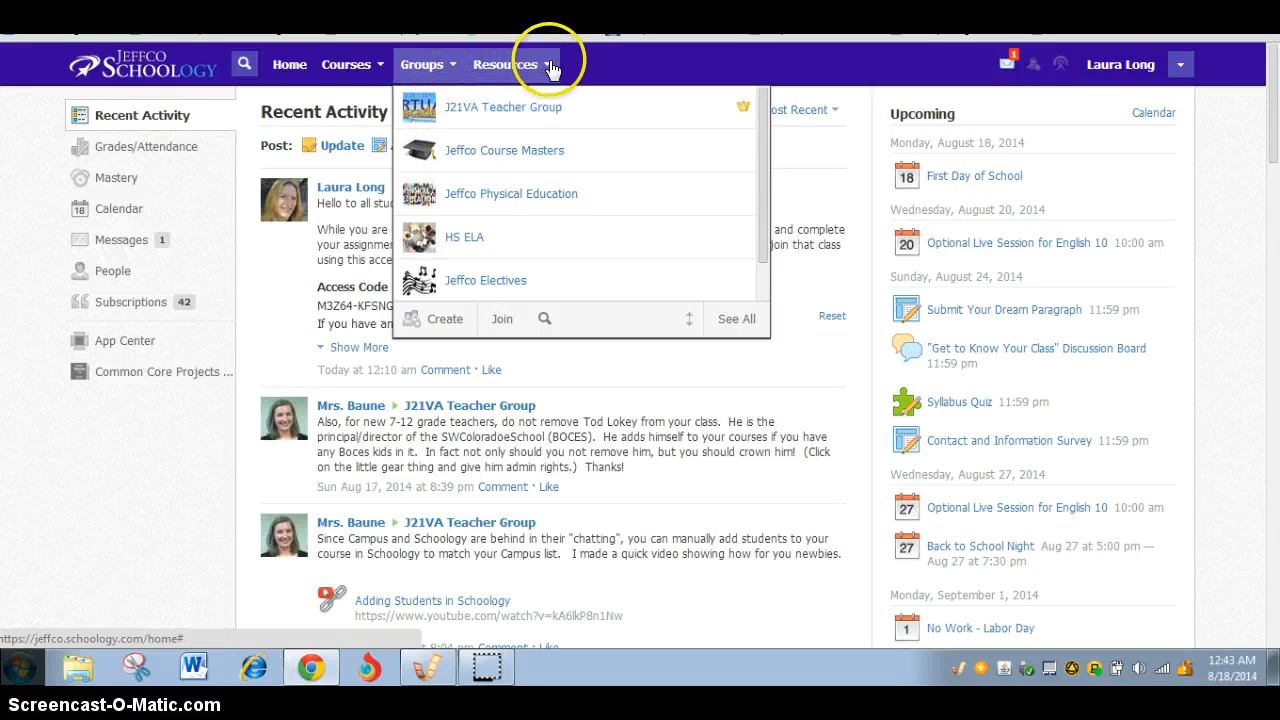 JEFFCO
SCHOOLOGY
Home
Courses
Groups
Resources
1
Laura Long
Recent Activity
Grades/Attendance
Mastery
18
Calendar
Messages 1
People
Subscriptions 42
App Center
Common Core Projects ...
Recent Activity
ost Recent
Post: Update
J21VA Teacher Group
Jeffco Course Masters
Jeffco Physical Education
HS ELA
Jeffco Electives
Create
Join
See All
Laura Long
Hello to all stu
While you are
and complete
your assignmen
join that class
using this acce
Access Code
M3Z64-KFSNG
Reset
If you have an
Show More
Today at 12:10 am Comment · Like
Mrs. Baune J21VA Teacher Group
Also, for new 7-12 grade teachers, do not remove Tod Lokey from your class. He is the
principal/director of the SWColoradoeSchool (BOCES). He adds himself to your courses if you have
any Boces kids in it. In fact not only should you not remove him, but you should crown him! (Click
on the little gear thing and give him admin rights.) Thanks!
Sun Aug 17, 2014 at 8:39 pm Comment · Like
Mrs. Baune J21VA Teacher Group
Since Campus and Schoology are behind in their "chatting", you can manually add students to your
course in Schoology to match your Campus list. I made a quick video showing how for you newbies.
Adding Students in Schoology
https://www.youtube.com/watch?v=kA6lkP8n1Nw
Comment · Like
Upcoming
Calendar
Monday, August 18, 2014
18
First Day of School
Wednesday, August 20, 2014
20
Optional Live Session for English 10 10:00 am
Sunday, August 24, 2014
Submit Your Dream Paragraph 11:59 pm
"Get to Know Your Class" Discussion Board
11:59 pm
Syllabus Quiz 11:59 pm
Contact and Information Survey 11:59 pm
Wednesday, August 27, 2014
27
Optional Live Session for English 10 10:00 am
27
Back to School Night Aug 27 at 5:00 pm —
Aug 27 at 7:30 pm
Monday, September 1, 2014
1
No Work - Labor Day
https://jeffco.schoology.com/home#
12:43 AM
8/18/2014
Screencast-O-Matic.com